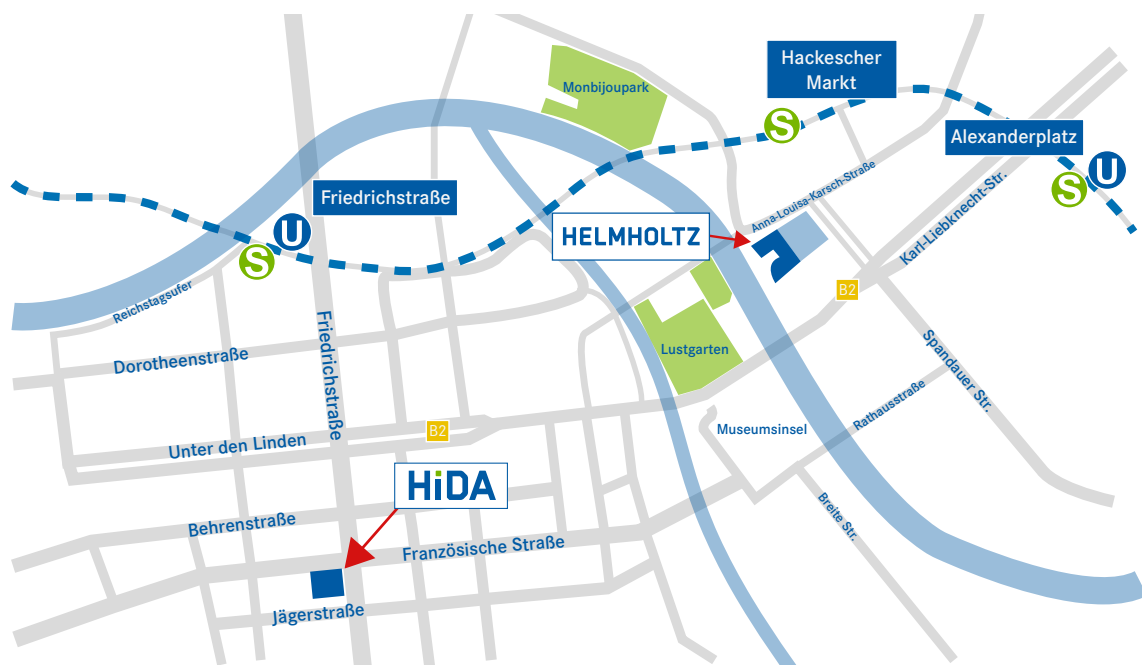 Hackescher
Markt
Monbijoupark
S
Alexanderplatz
U
S
Friedrichstraße
U
S
Anna-Louisa-Karsch-Straße
HELMHOLTZ
Karl-Liebknecht-Str.
B2
Reichstagsufer
Friedrichstraße
Lustgarten
Dorotheenstraße
Spandauer Str.
Rathausstraße
Museumsinsel
B2
Unter den Linden
HiDA
Breite Str.
Behrenstraße
Französische Straße
Jägerstraße